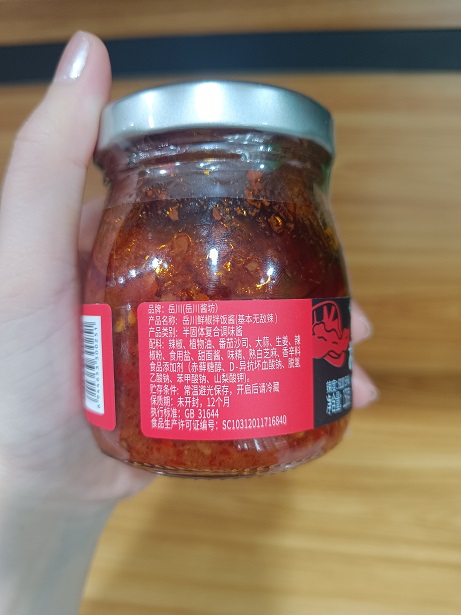 品牌：岳川(岳川酱坊)
产品名称：岳川鲜椒拌饭酱(基本无敌辣)
产品类别：半固体复合调味酱
配料：辣椒、植物油、番茄沙司、大蒜、生姜、辣
椒粉、食用盐、甜面酱、味精、熟白芝麻、香辛料
食品添加剂（赤藓糖醇、D-异抗坏血酸钠、脱氢
乙酸钠、苯甲酸钠、山梨酸钾）。
贮存条件：常温避光保存，开启后请冷藏
保质期：未开封，12个月
执行标准：GB 31644
食品生产许可证编号：SC10312011716840
净含量